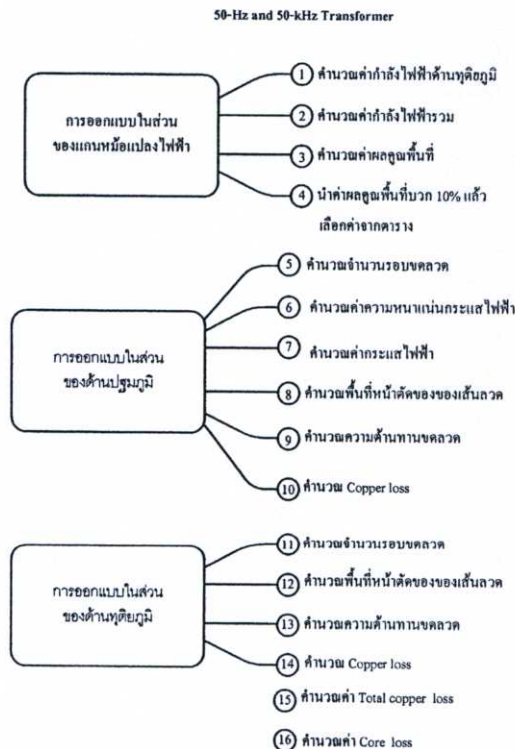 50-Hz and 50-kHz Transformer
การออกแบบในส่วน
ของแกนหม้อแปลงไฟฟ้า
1 คำนวณค่ากำลังไฟฟ้าด้านทุติยภูมิ
2 คำนวณค่ากำลังไฟฟ้ารวม
3 คำนวณค่าผลคูณพื้นที่
4 นำค่าผลคูณพื้นที่บวก 10% แล้ว
เลือกค่าจากตาราง
การออกแบบในส่วน
ของด้านปฐมภูมิ
5 คำนวณจำนวนรอบขดลวด
6 คำนวณค่าความหนาแน่นกระแสไฟฟ้า
7 คำนวณค่ากระแสไฟฟ้า
8 คำนวณพื้นที่หน้าตัดของของเส้นลวด
9 คำนวณความต้านทานขดลวด
10 คำนวณ Copper loss
การออกแบบในส่วน
ของด้านทุติยภูมิ
11 คำนวณจำนวนรอบขดลวด
12 คำนวณพื้นที่หน้าตัดของของเส้นลวด
13 คำนวณความต้านทานขดลวด
14 คำนวณ Copper loss
15 คำนวณค่า Total copper loss
16 คำนวณค่า Core loss